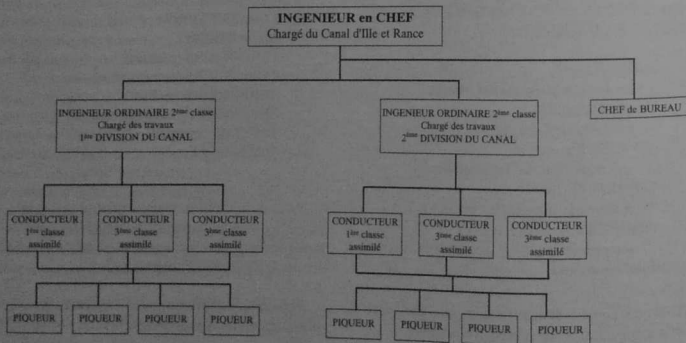 INGENIEUR en CHEF
Chargé du Canal d'Ille et Rance
CHEF de BUREAU
INGENIEUR ORDINAIRE 2ème classe
Chargé des travaux
1ère DIVISION DU CANAL
INGENIEUR ORDINAIRE 2ème classe
Chargé des travaux
2ème DIVISION DU CANAL
CONDUCTEUR
1ère classe
assimilé
CONDUCTEUR
3ème classe
assimilé
CONDUCTEUR
3ème classe
assimilé
CONDUCTEUR
1ère classe
assimilé
CONDUCTEUR
3ème classe
assimilé
CONDUCTEUR
3ème classe
assimilé
PIQUEUR
PIQUEUR
PIQUEUR
PIQUEUR
PIQUEUR
PIQUEUR
PIQUEUR
PIQUEUR